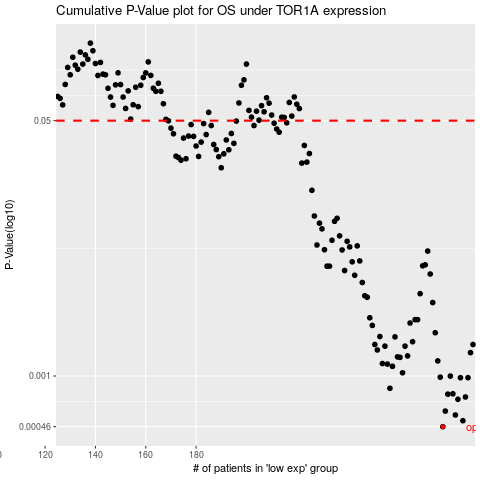 Cumulative P-Value plot for OS under TOR1A expression
P-Value(log10)
0.05
0.001
0.00046
op
0
120
140
160
180
# of patients in 'low exp' group